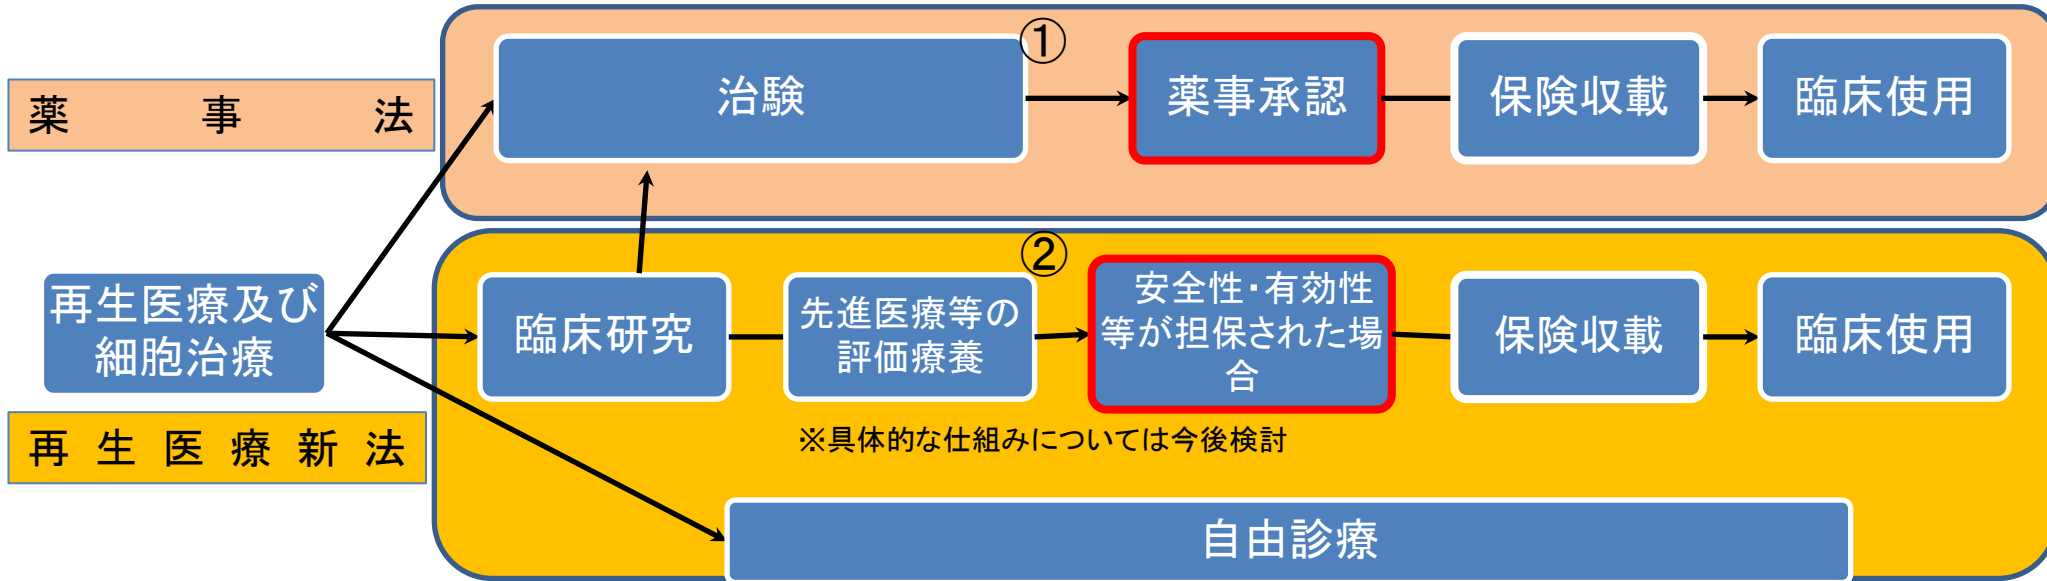 ①
治験
薬事承認
保険収載
臨床使用
薬事法
②
再生医療及び
細胞治療
臨床研究
先進医療等の
評価療養
安全性・有効性
等が担保された場
合
保険収載
臨床使用
再生医療新法
※具体的な仕組みについては今後検討
自由診療